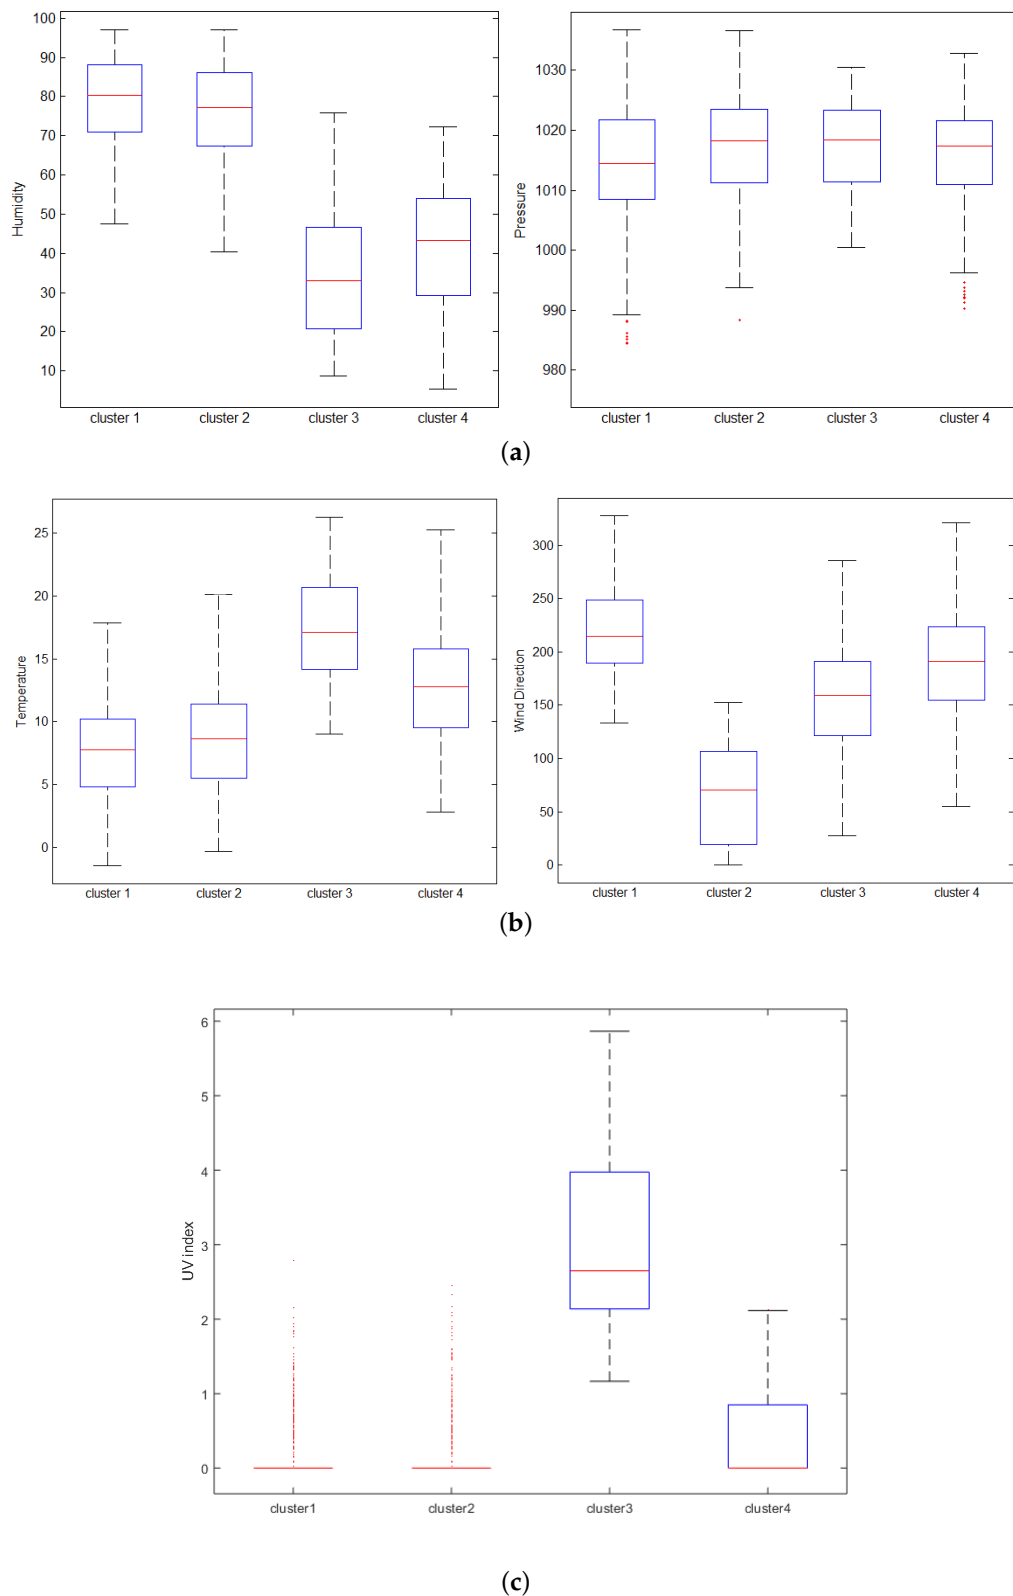 100
90
80
70
60
50
40
30
20
10
Humidity
cluster 1 cluster 2 cluster 3 cluster 4
1030
1020
1010
1000
990
980
Pressure
cluster 1 cluster 2 cluster 3 cluster 4
(a)
25
20
15
10
5
0
Temperature
cluster 1 cluster 2 cluster 3 cluster 4
300
250
200
150
100
50
0
Wind Direction
cluster 1 cluster 2 cluster 3 cluster 4
(b)
6
5
4
3
2
1
0
UV index
cluster1 cluster2 cluster3 cluster4
(c)